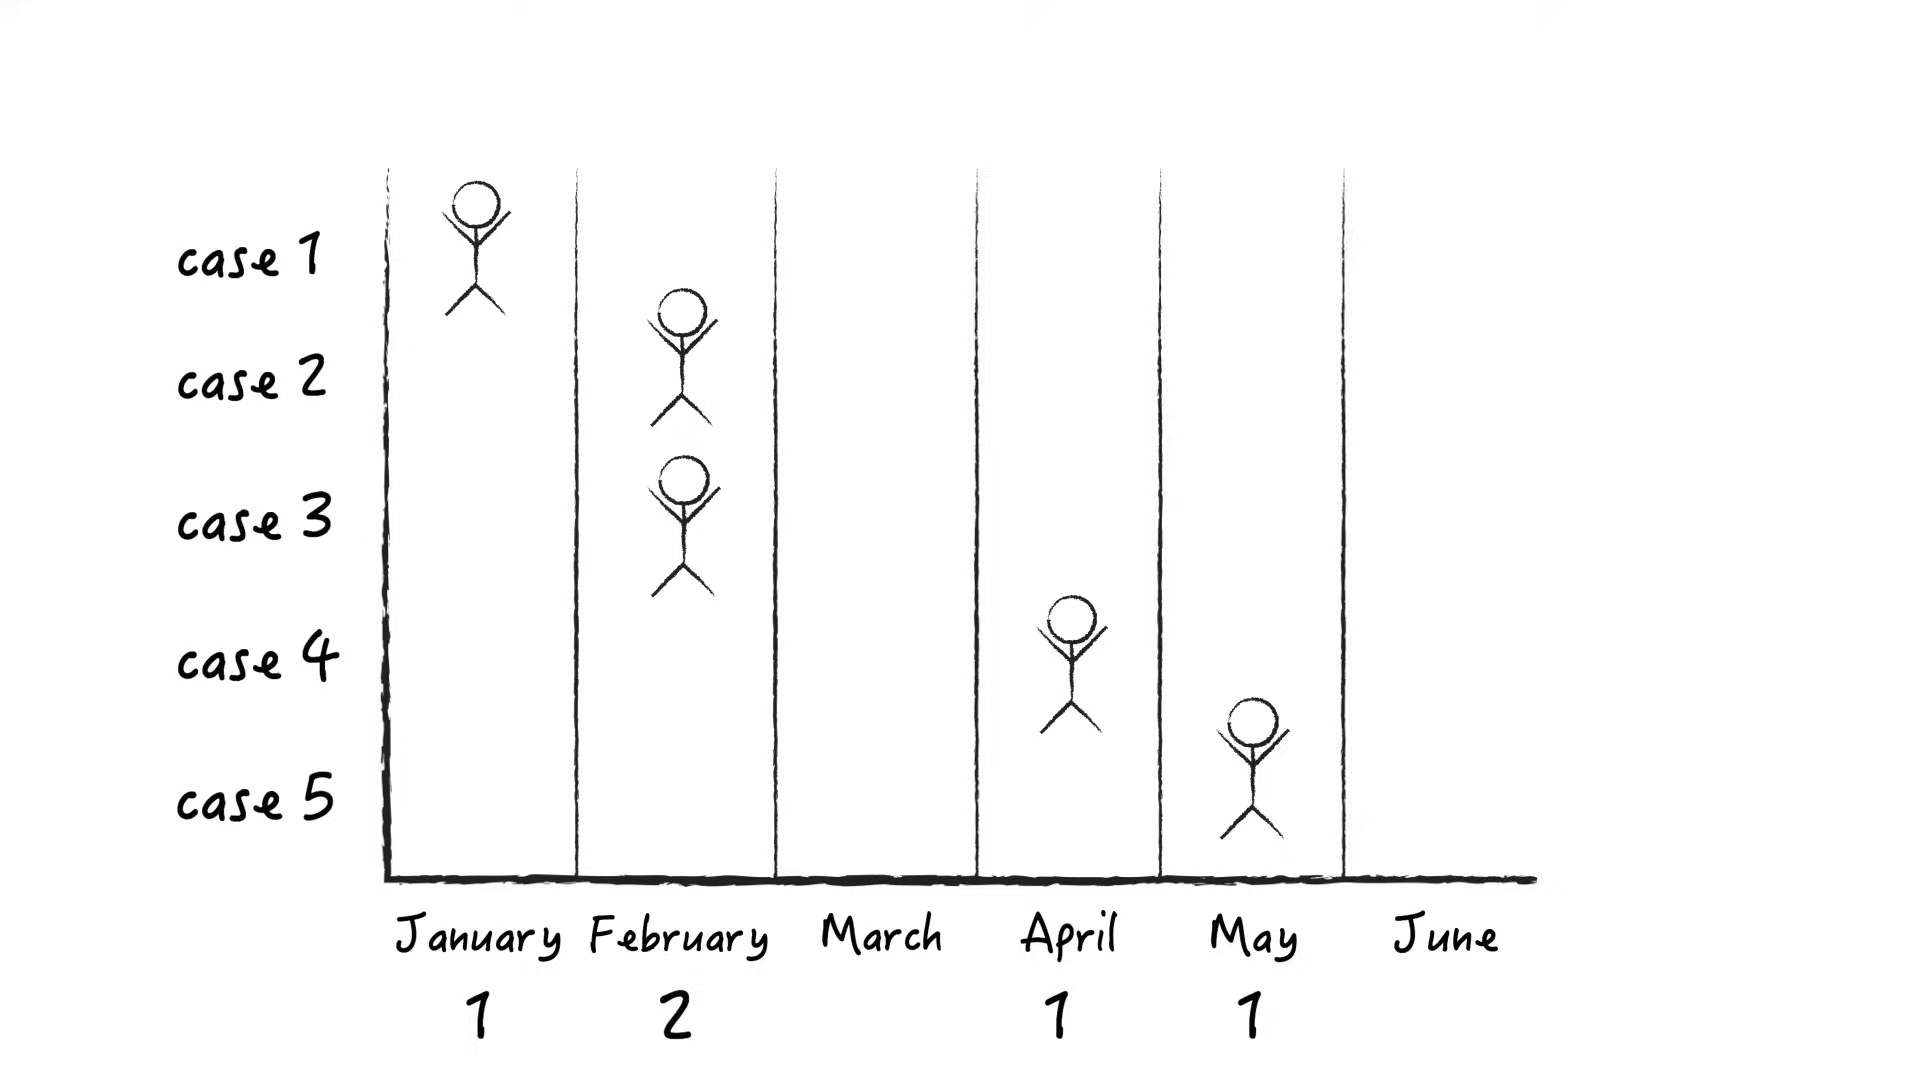 case 1
case 2
case 3
case 4
case 5
January February March April May June
1 2 1 1